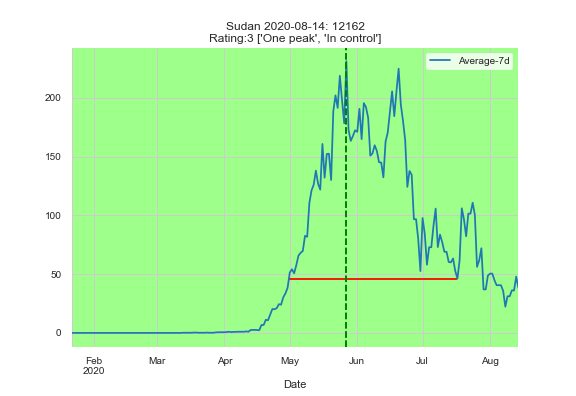 Sudan 2020-08-14: 12162
Rating:3 ['One peak', 'In control']
Average-7d
200
150
100
50
0
Feb
2020
Mar
Apr
May
Jun
Jul
Aug
Date